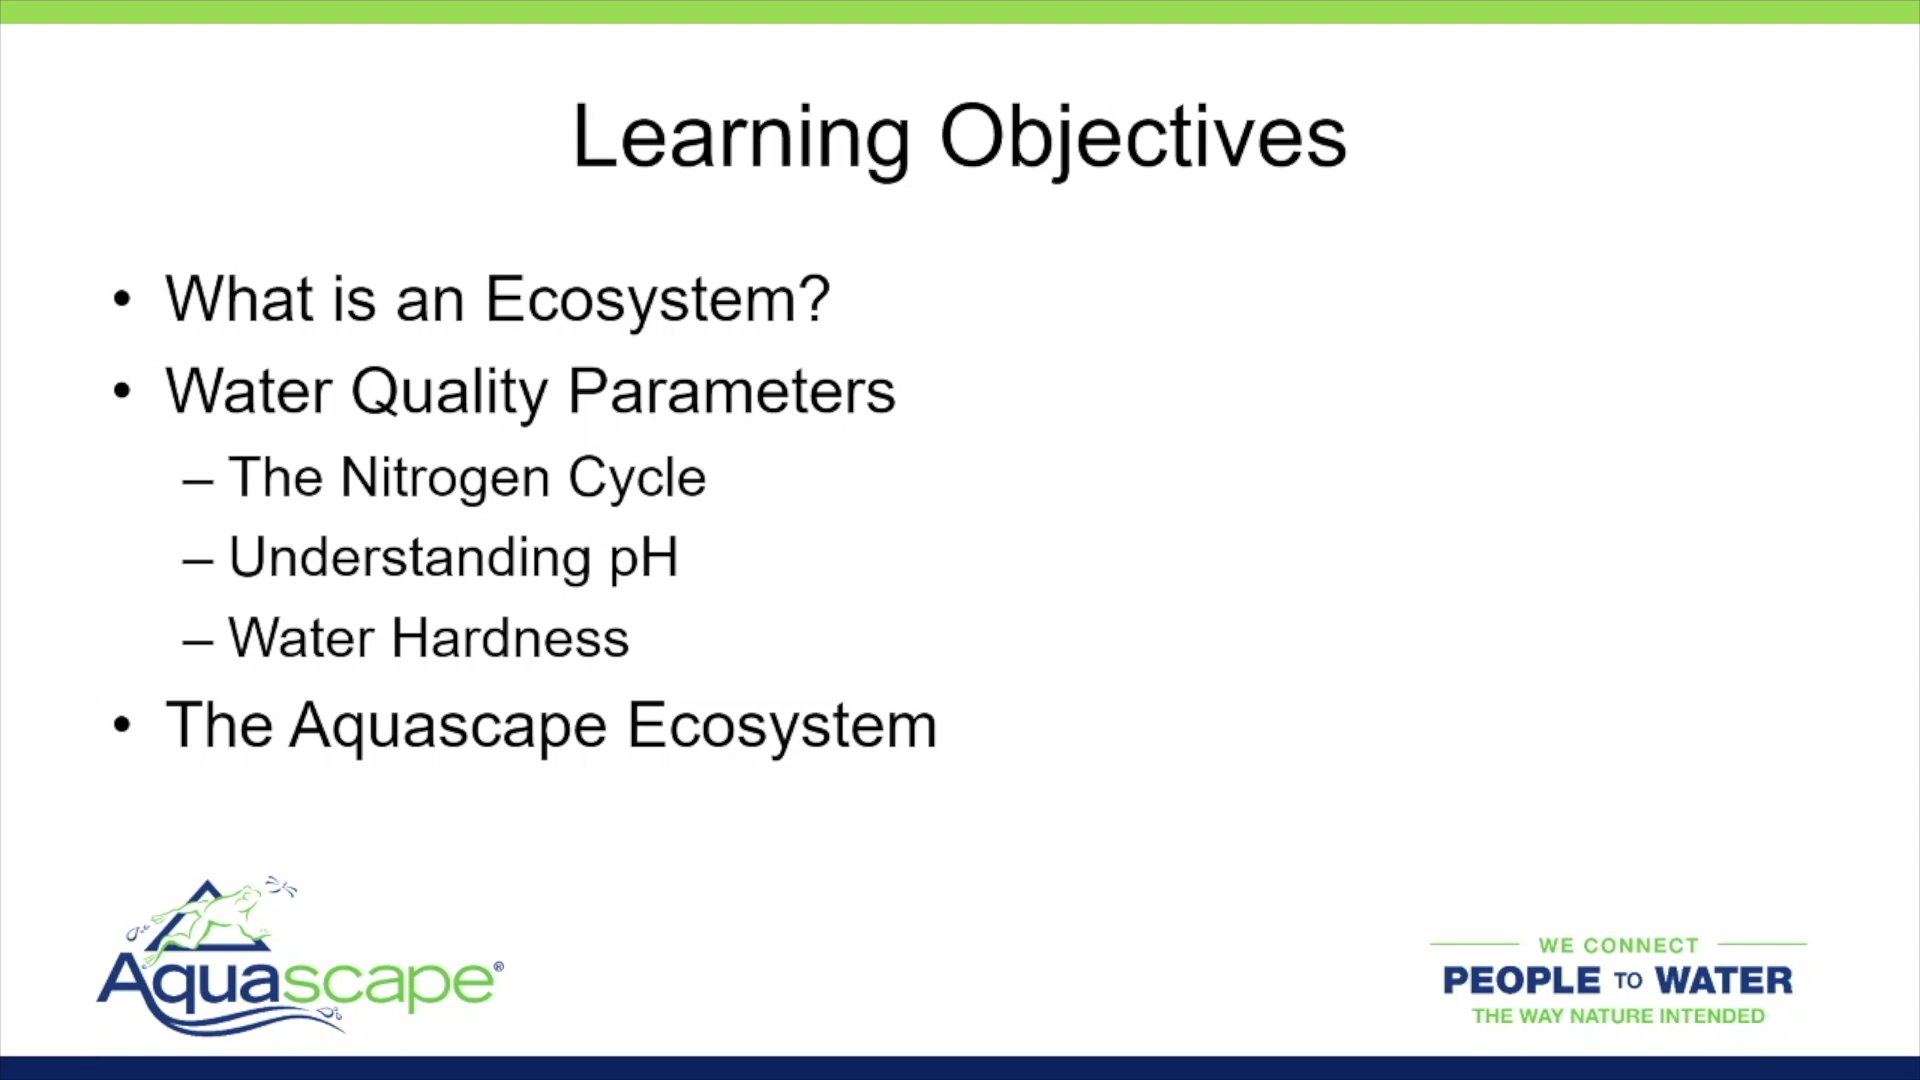 Learning Objectives
• What is an Ecosystem?
• Water Quality Parameters
– The Nitrogen Cycle
– Understanding pH
– Water Hardness
• The Aquascape Ecosystem
Aquascape®
WE CONNECT
PEOPLE TO WATER
THE WAY NATURE INTENDED